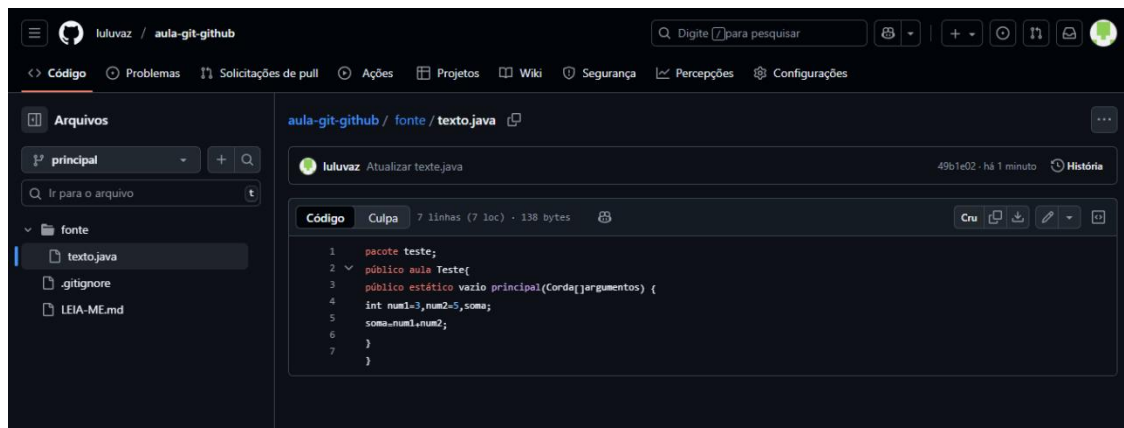 luluvaz / aula-git-github
Digite / para pesquisar
Código
Problemas
Solicitações de pull
Ações
Projetos
Wiki
Segurança
Percepções
Configurações
Arquivos
principal
Ir para o arquivo
t
fonte
texto.java
.gitignore
LEIA-ME.md
aula-git-github / fonte / texto.java
luluvaz Atualizar texte.java
49b1e02 · há 1 minuto
História
Código
Culpa
7 linhas (7 loc) · 138 bytes
Cru
1 pacote teste;
2 público aula Teste{
3 público estático vazio principal(Corda[]argumentos) {
4 int num1=3,num2=5,soma;
5 soma=num1+num2;
6 }
7 }